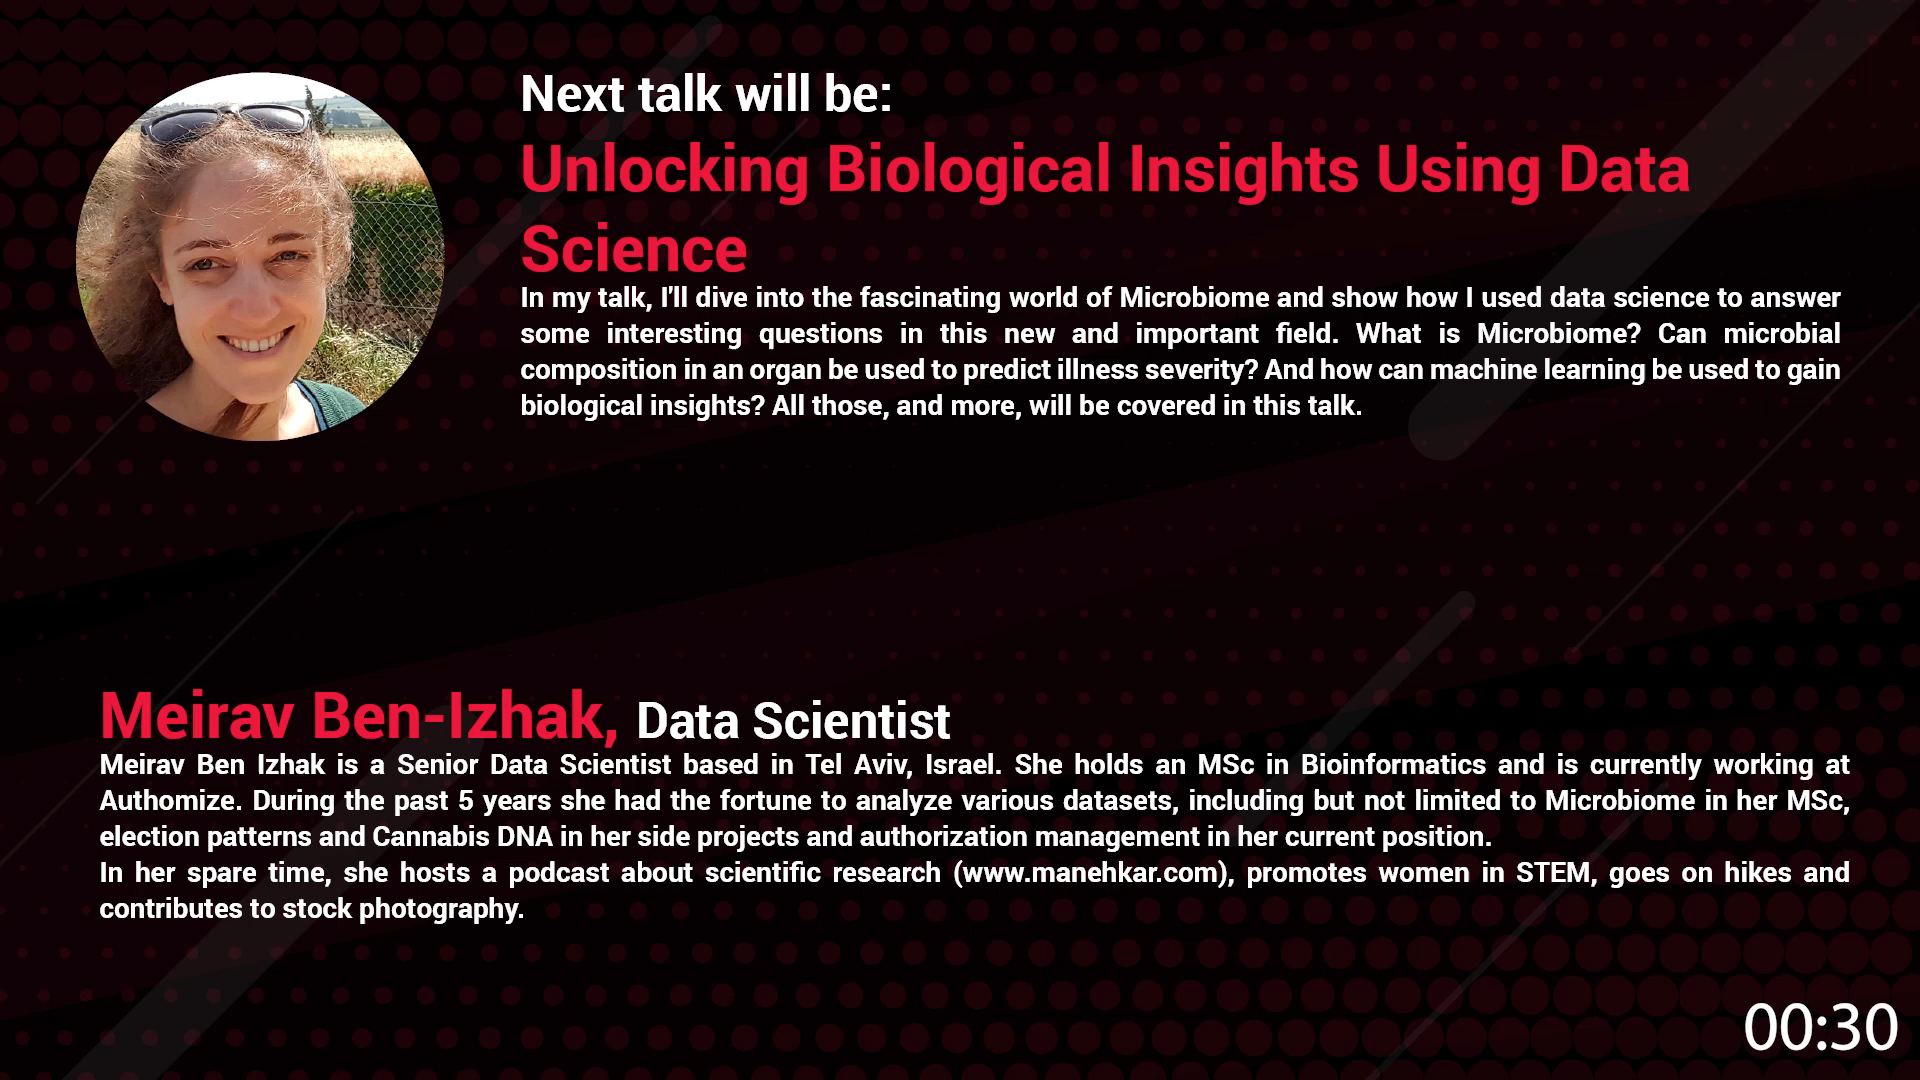 Next talk will be:
Unlocking Biological Insights Using Data
Science
In my talk, I'll dive into the fascinating world of Microbiome and show how I used data science to answer
some interesting questions in this new and important field. What is Microbiome? Can microbial
composition in an organ be used to predict illness severity? And how can machine learning be used to gain
biological insights? All those, and more, will be covered in this talk.
Meirav Ben-Izhak, Data Scientist
Meirav Ben Izhak is a Senior Data Scientist based in Tel Aviv, Israel. She holds an MSc in Bioinformatics and is currently working at
Authomize. During the past 5 years she had the fortune to analyze various datasets, including but not limited to Microbiome in her MSc,
election patterns and Cannabis DNA in her side projects and authorization management in her current position.
In her spare time, she hosts a podcast about scientific research (www.manehkar.com), promotes women in STEM, goes on hikes and
contributes to stock photography.
00:30